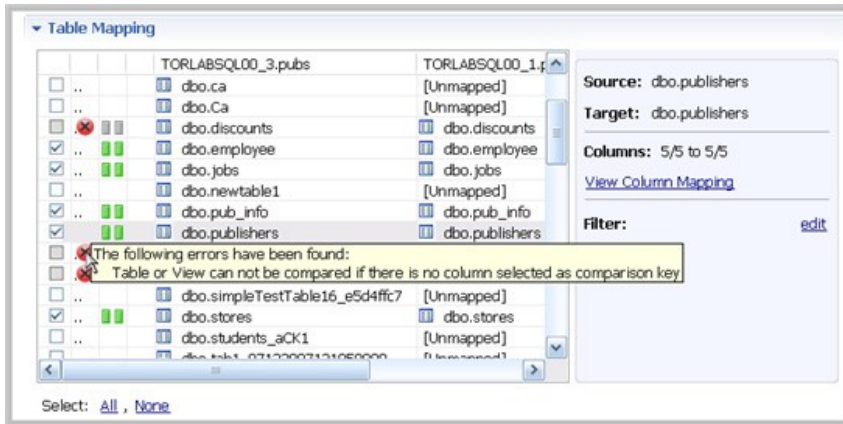 Table Mapping
TORLABSQL00_3.pubs TORLABSQL00_1.p
.. dbo.ca [Unmapped]
.. dbo.Ca [Unmapped]
. dbo.discounts dbo.discounts
.. dbo.employee dbo.employee
.. dbo.jobs dbo.jobs
.. dbo.newtable1 [Unmapped]
.. dbo.pub_info dbo.pub_info
dbo.publishers dbo.publishers
The following errors have been found:
Table or View can not be compared if there is no column selected as comparison key
.. dbo.simpleTestTable16_e5d4ffc7 [Unmapped]
.. dbo.stores dbo.stores
.. dbo.students_aCK1 [Unmapped]
Select: All , None
Source: dbo.publishers
Target: dbo.publishers
Columns: 5/5 to 5/5
View Column Mapping
Filter: edit